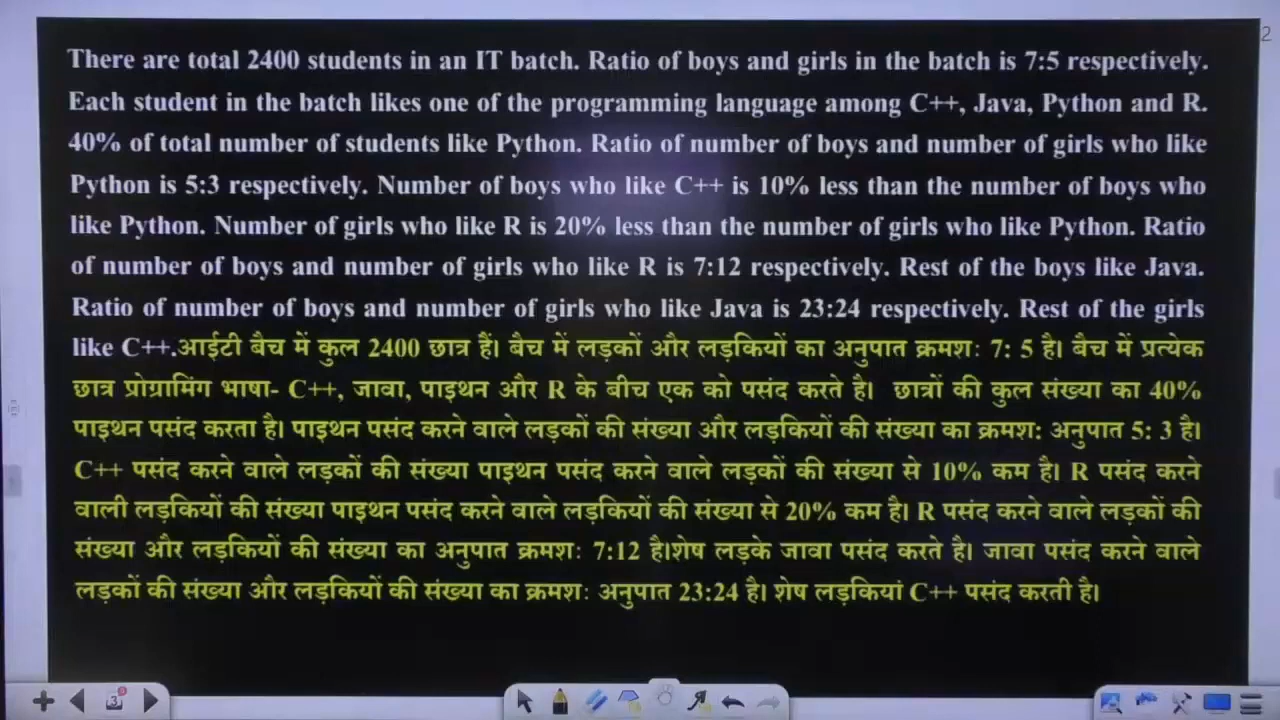 There are total 2400 students in an IT batch. Ratio of boys and girls in the batch is 7:5 respectively.
Each student in the batch likes one of the programming language among C++, Java, Python and R.
40% of total number of students like Python. Ratio of number of boys and number of girls who like
Python is 5:3 respectively. Number of boys who like C++ is 10% less than the number of boys who
like Python. Number of girls who like R is 20% less than the number of girls who like Python. Ratio
of number of boys and number of girls who like R is 7:12 respectively. Rest of the boys like Java.
Ratio of number of boys and number of girls who like Java is 23:24 respectively. Rest of the girls
like C++.आईटी बैच में कुल 2400 छात्र हैं। बैच में लड़कों और लड़कियों का अनुपात क्रमशः 7: 5 है। बैच में प्रत्येक
छात्र प्रोग्रामिंग भाषा- C++, जावा, पाइथन और R के बीच एक को पसंद करते है। छात्रों की कुल संख्या का 40%
पाइथन पसंद करता है। पाइथन पसंद करने वाले लड़कों की संख्या और लड़कियों की संख्या का क्रमश: अनुपात 5: 3 है।
C++ पसंद करने वाले लड़कों की संख्या पाइथन पसंद करने वाले लड़कों की संख्या से 10% कम है। R पसंद करने
वाली लड़कियों की संख्या पाइथन पसंद करने वाले लड़कियों की संख्या से 20% कम है। R पसंद करने वाले लड़कों की
संख्या और लड़कियों की संख्या का अनुपात क्रमशः 7:12 है।शेष लड़के जावा पसंद करते है। जावा पसंद करने वाले
लड़कों की संख्या और लड़कियों की संख्या का क्रमशः अनुपात 23:24 है। शेष लड़कियां C++ पसंद करती है।
2
3